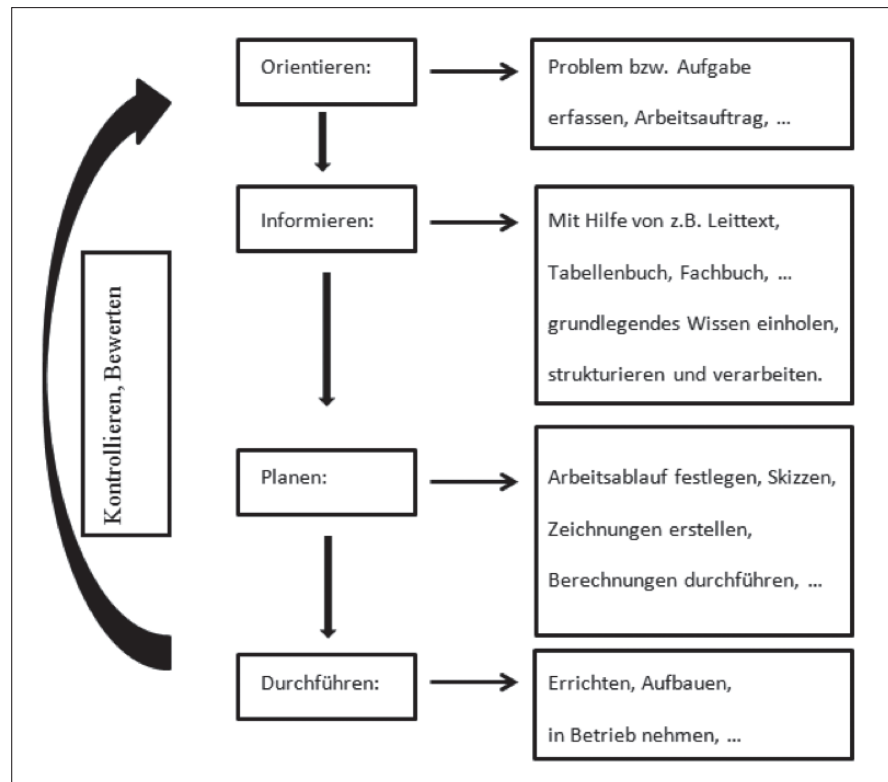 Orientieren:
Problem bzw. Aufgabe
erfassen, Arbeitsauftrag, …
Informieren:
Mit Hilfe von z.B. Leittext,
Tabellenbuch, Fachbuch, …
grundlegendes Wissen einholen,
strukturieren und verarbeiten.
Kontrollieren, Bewerten
Planen:
Arbeitsablauf festlegen, Skizzen,
Zeichnungen erstellen,
Berechnungen durchführen, …
Durchführen:
Errichten, Aufbauen,
in Betrieb nehmen, …